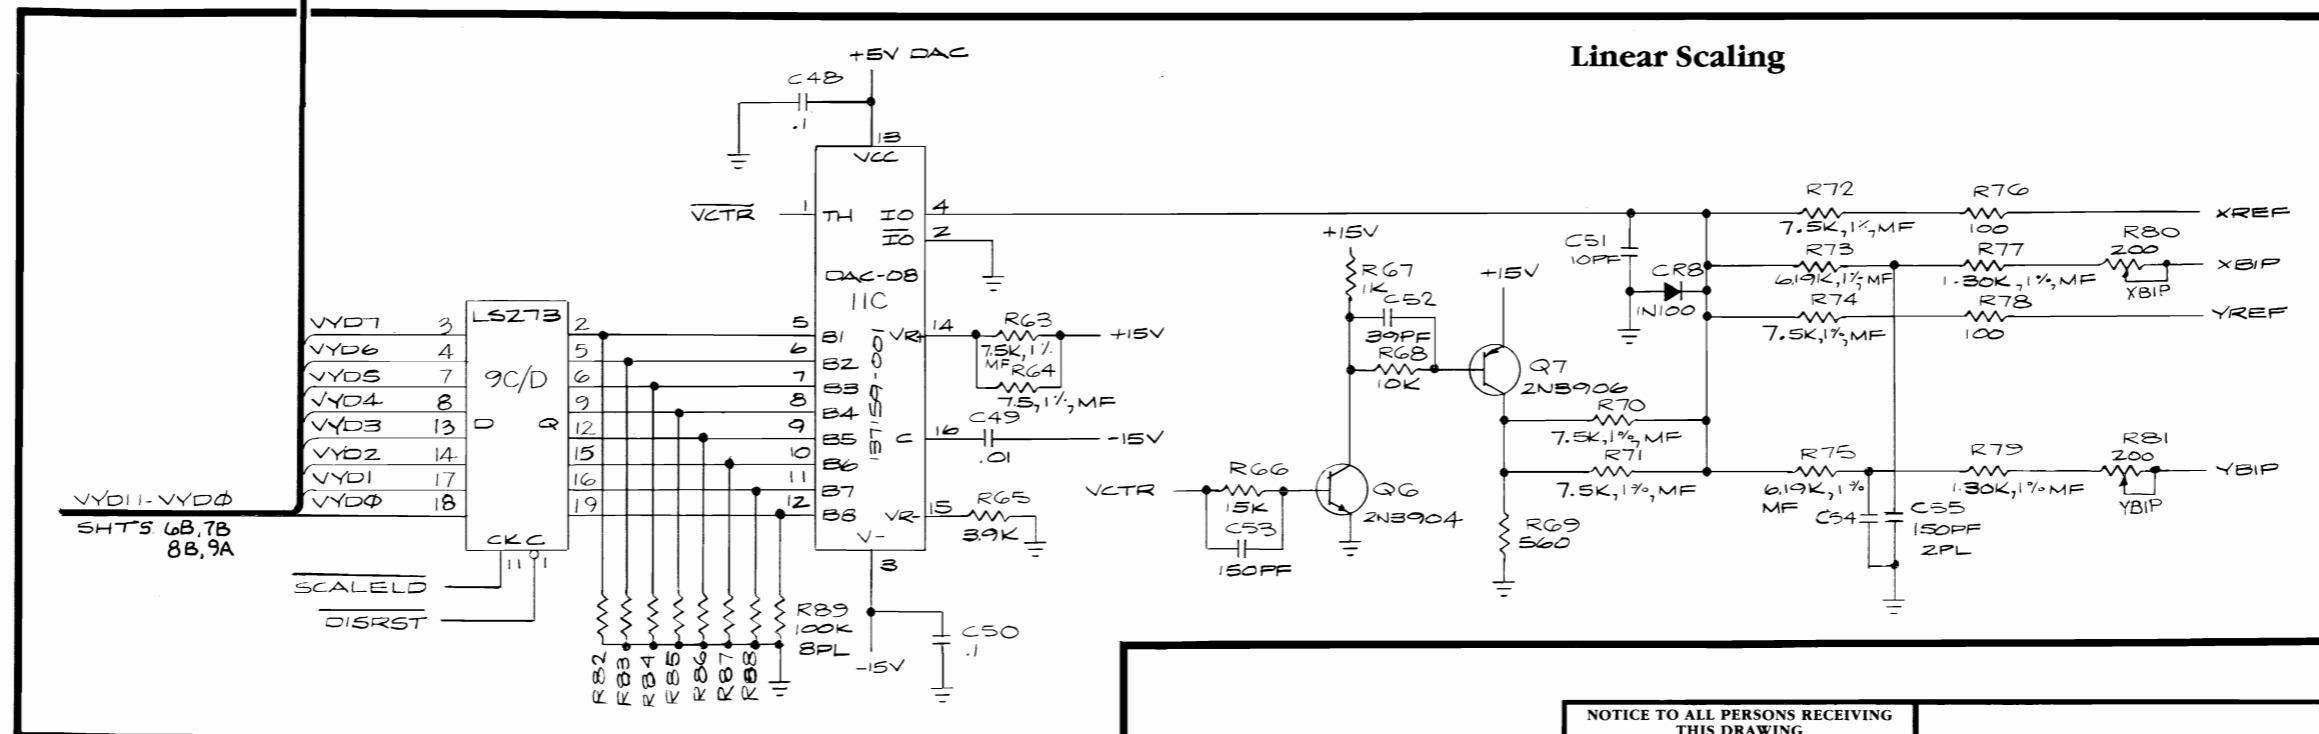 Linear Scaling
+5V DAC
C48
.1
13
VCC
VCTR
1
TH
IO
4
IO
2
DAC-08
11C
137159-001
VYD7
3
VYD6
4
VYD5
7
VYD4
8
VYD3
13
VYD2
14
VYD1
17
VYDØ
18
VYD11-VYDØ
SHTS 6B,7B
8B,9A
LS273
9C/D
D
Q
CK
C
11
1
SCALELD
DISRST
2
5
6
9
12
15
16
19
5
6
7
8
9
10
11
12
B1
B2
B3
B4
B5
B6
B7
B8
VR+
14
R63
7.5K,1%
MF
R64
7.5,1%,MF
+15V
C
16
C49
.01
-15V
VR-
15
R65
3.9K
V-
3
-15V
C50
.1
R82
R83
R84
R85
R86
R87
R88
R89
100K
8PL
VCTR
R66
15K
C53
150PF
Q6
2N3904
+15V
R67
1K
C52
39PF
R68
10K
+15V
Q7
2N3906
R70
7.5K,1%,MF
R71
7.5K,1%,MF
R69
560
C51
10PF
CR8
1N100
R72
7.5K,1%,MF
R76
100
XREF
R73
6.19K,1%,MF
R77
1.30K,1%,MF
R80
200
XBIP
XBIP
R74
7.5K,1%,MF
R78
100
YREF
R75
6.19K,1%
MF
R79
1.30K,1% MF
R81
200
YBIP
YBIP
C54
C55
150PF
2PL
NOTICE TO ALL PERSONS RECEIVING
THIS DRAWING